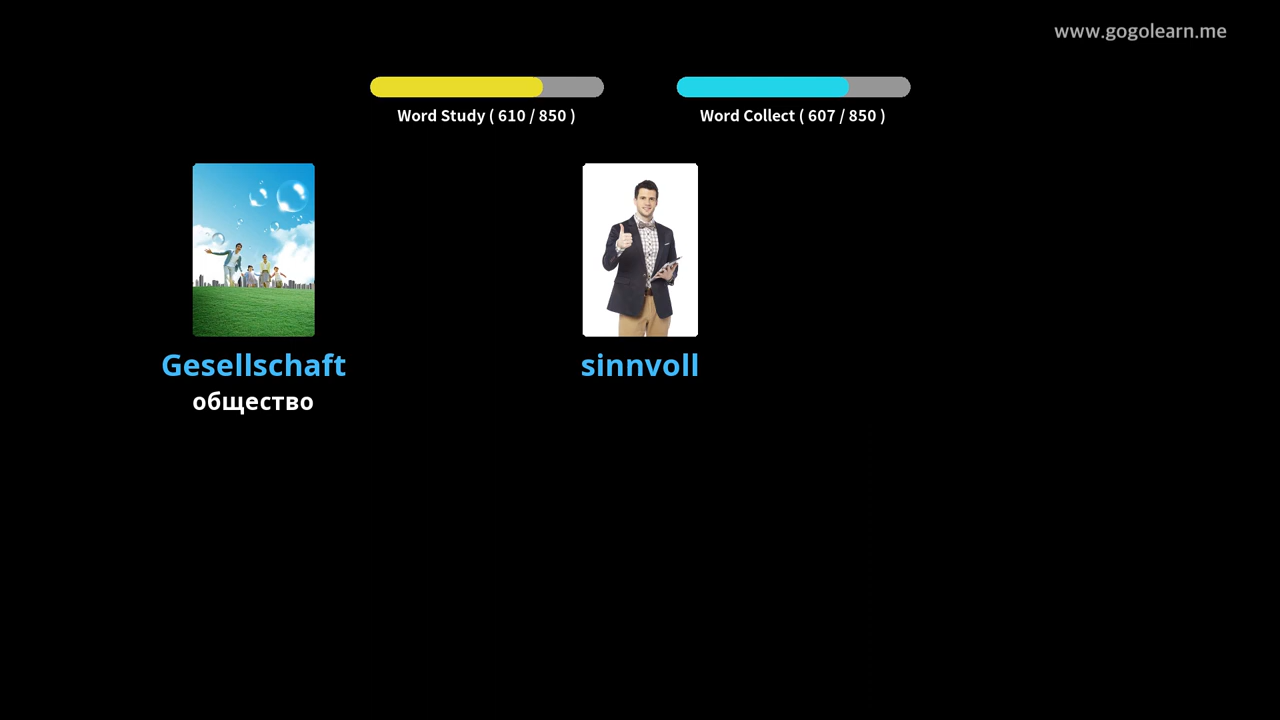 www.gogolearn.me
Word Study ( 610 / 850 )
Word Collect ( 607 / 850 )
Gesellschaft
общество
sinnvoll